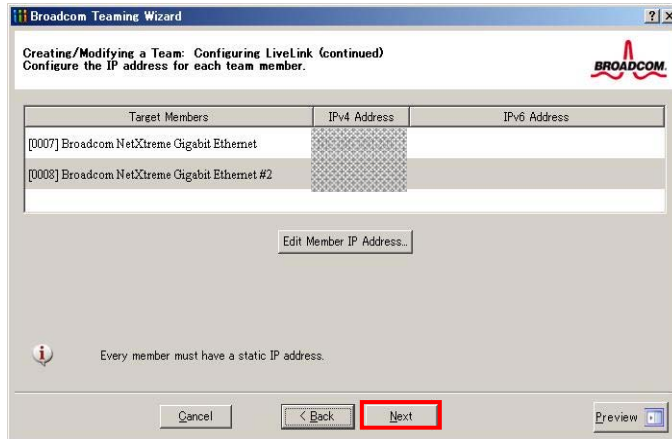 Broadcom Teaming Wizard
Creating/Modifying a Team: Configuring LiveLink (continued)
Configure the IP address for each team member.
BROADCOM.
Target Members IPv4 Address IPv6 Address
[0007] Broadcom NetXtreme Gigabit Ethernet
[0008] Broadcom NetXtreme Gigabit Ethernet #2
Edit Member IP Address...
Every member must have a static IP address.
Cancel < Back Next Preview